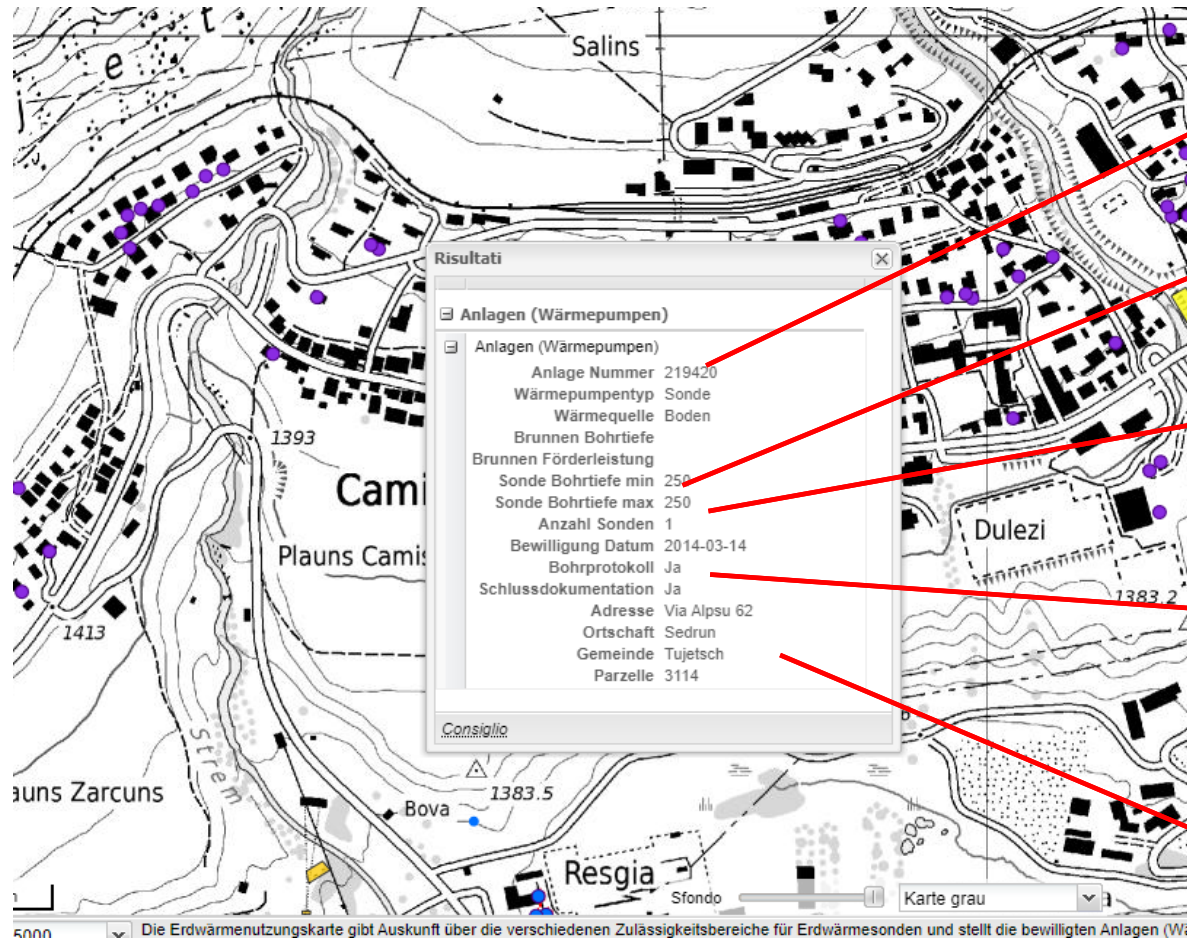 e
t
Salins
Risultati
Anlagen (Wärmepumpen)
Anlagen (Wärmepumpen)
Anlage Nummer 219420
Wärmepumpentyp Sonde
Wärmequelle Boden
Brunnen Bohrtiefe
Brunnen Förderleistung
Sonde Bohrtiefe min 250
Sonde Bohrtiefe max 250
Anzahl Sonden 1
Bewilligung Datum 2014-03-14
Bohrprotokoll Ja
Schlussdokumentation Ja
Adresse Via Alpsu 62
Ortschaft Sedrun
Gemeinde Tujetsch
Parzelle 3114
Consiglio
1393
Cami
Plauns Camis
Dulezi
1383.2
1413
Strem
auns Zarcuns
Bova
1383.5
Resgia
Sfondo
Karte grau
5000
Die Erdwärmenutzungskarte gibt Auskunft über die verschiedenen Zulässigkeitsbereiche für Erdwärmesonden und stellt die bewilligten Anlagen (Wä